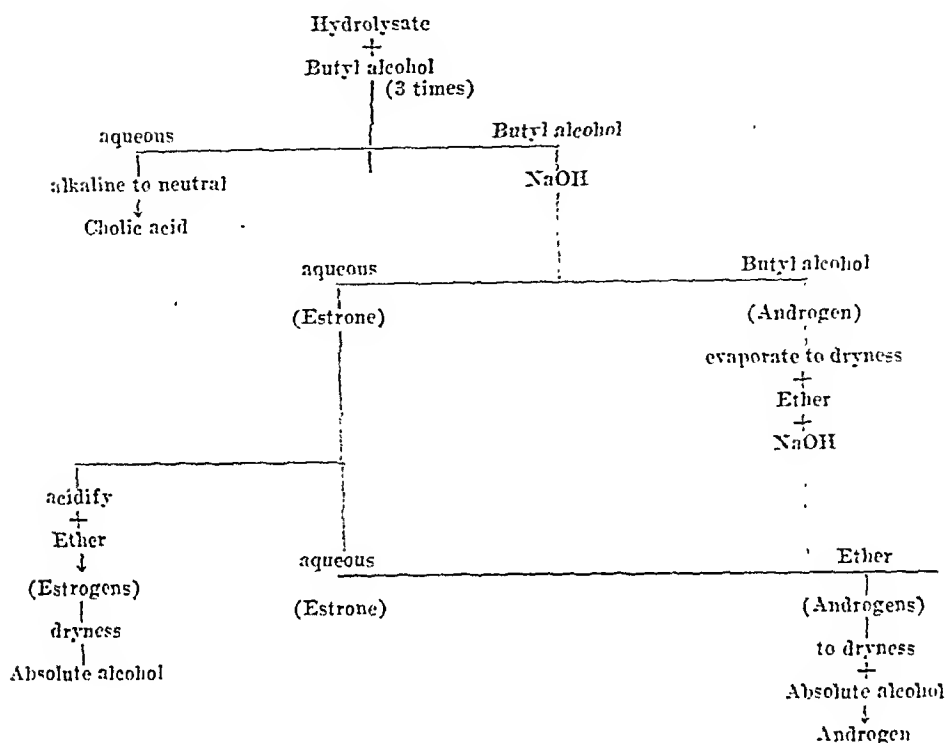 Hydrolysate
+
Butyl alcohol
(3 times)
aqueous
Butyl alcohol
alkaline to neutral
NaOH
Cholic acid
aqueous
Butyl alcohol
(Estrone)
(Androgen)
evaporate to dryness
+
Ether
+
NaOH
acidify
+
Ether
(Estrogens)
dryness
Absolute alcohol
aqueous
Ether
(Estrone)
(Androgens)
to dryness
+
Absolute alcohol
Androgen